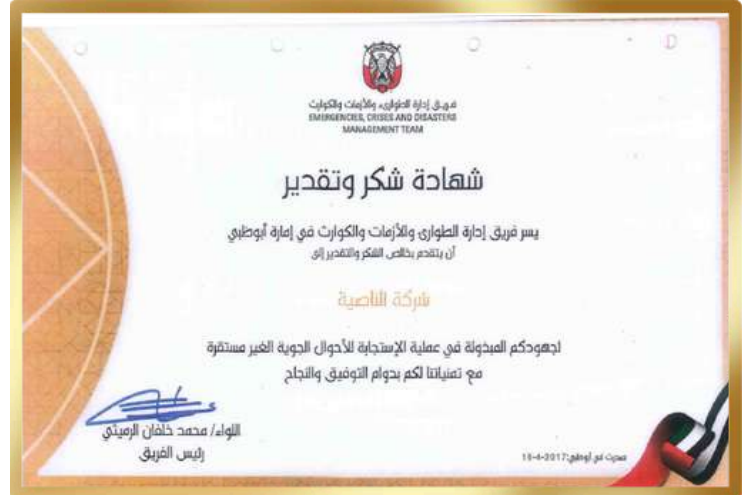 فريق إدارة الطوارىء والأزمات والكوارث
EMERGENCIES, CRISES AND DISASTERS
MANAGEMENT TEAM
شهادة شكر وتقدير
يسر فريق إدارة الطوارئ والأزمات والكوارث في إمارة أبوظبي
أن يتقدم بخالص الشكر والتقدير إلى
شركة الناصية
لجهودكم المبذولة في عملية الإستجابة للأحوال الجوية الغير مستقرة
مع تمنياتنا لكم بدوام التوفيق والنجاح
اللواء/ محمد خلفان الرميثي
رئيس الفريق
صدرت في أبوظبي:2017-4-19